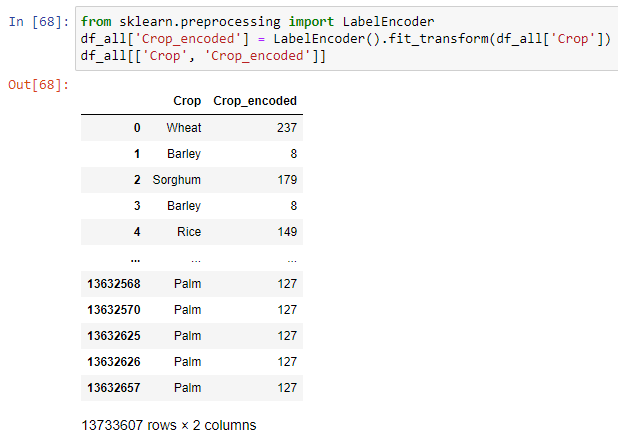 In [68]: from sklearn.preprocessing import LabelEncoder
df_all['Crop_encoded'] = LabelEncoder().fit_transform(df_all['Crop'])
df_all[['Crop', 'Crop_encoded']]
Out[68]:
Crop Crop_encoded
0 Wheat 237
1 Barley 8
2 Sorghum 179
3 Barley 8
4 Rice 149
... ... ...
13632568 Palm 127
13632570 Palm 127
13632625 Palm 127
13632626 Palm 127
13632657 Palm 127
13733607 rows × 2 columns